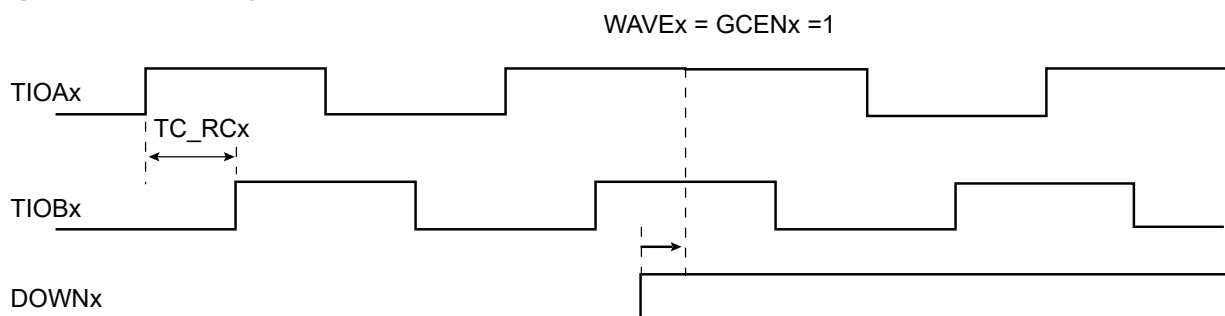 WAVEx = GCENx =1
TIOAx
TC_RCx
TIOBx
DOWNx